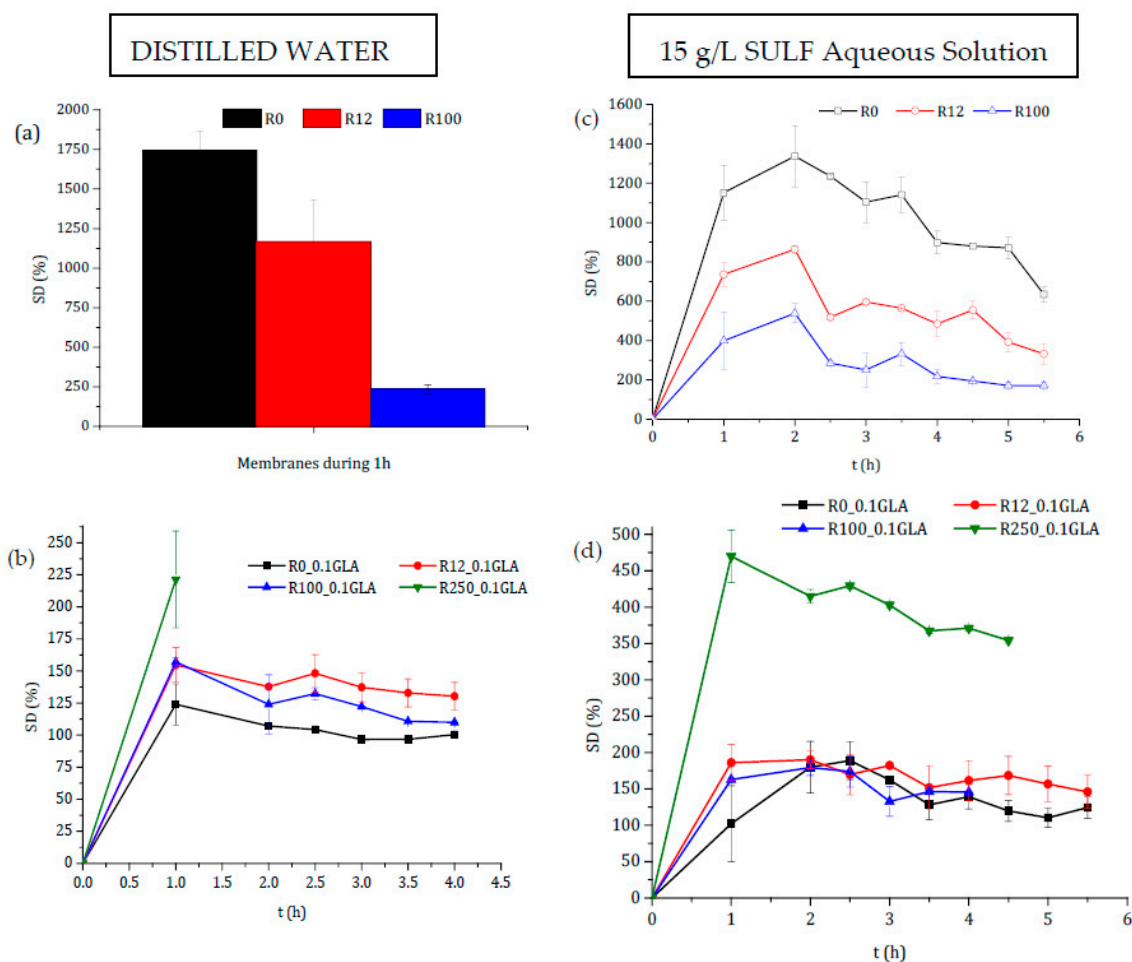 DISTILLED WATER
15 g/L SULF Aqueous Solution
(a)
R0 R12 R100
2000
1750
1500
1250
1000
750
500
250
0
SD (%)
Membranes during 1h
(c)
R0 R12 R100
1600
1400
1200
1000
800
600
400
200
0
SD (%)
0 1 2 3 4 5 6
t (h)
(b)
R0_0.1GLA R12_0.1GLA
R100_0.1GLA R250_0.1GLA
250
225
200
175
150
125
100
75
50
25
0
SD (%)
0.0 0.5 1.0 1.5 2.0 2.5 3.0 3.5 4.0 4.5
t (h)
(d)
R0_0.1GLA R12_0.1GLA
R100_0.1GLA R250_0.1GLA
500
450
400
350
300
250
200
150
100
50
0
SD (%)
0 1 2 3 4 5 6
t (h)